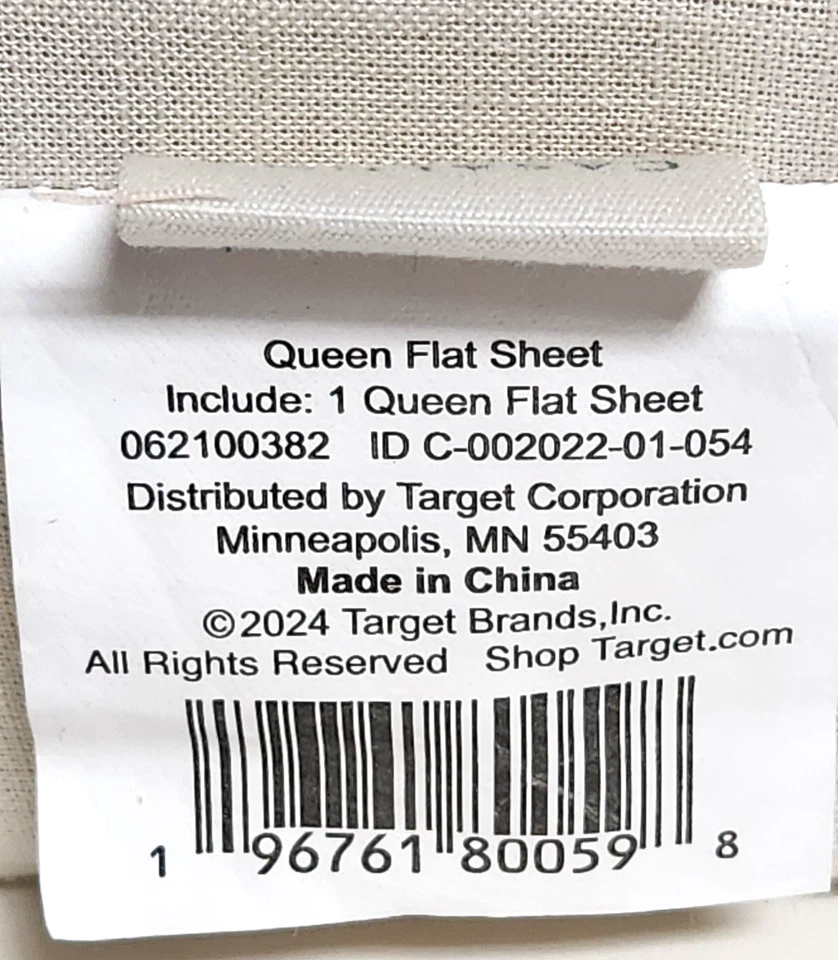 Queen Flat Sheet
Include: 1 Queen Flat Sheet
062100382 ID C-002022-01-054
Distributed by Target Corporation
Minneapolis, MN 55403
Made in China
©2024 Target Brands,Inc.
All Rights Reserved Shop Target.com
1 96761 80059 8